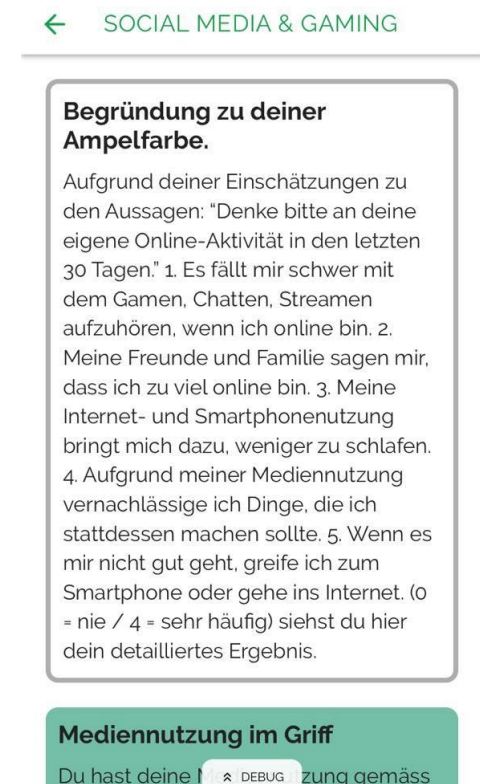 SOCIAL MEDIA & GAMING
Begründung zu deiner
Ampelfarbe.
Aufgrund deiner Einschätzungen zu
den Aussagen: “Denke bitte an deine
eigene Online-Aktivität in den letzten
30 Tagen.” 1. Es fällt mir schwer mit
dem Gamen, Chatten, Streamen
aufzuhören, wenn ich online bin. 2.
Meine Freunde und Familie sagen mir,
dass ich zu viel online bin. 3. Meine
Internet- und Smartphonenutzung
bringt mich dazu, weniger zu schlafen.
4. Aufgrund meiner Mediennutzung
vernachlässige ich Dinge, die ich
stattdessen machen sollte. 5. Wenn es
mir nicht gut geht, greife ich zum
Smartphone oder gehe ins Internet. (0
= nie / 4 = sehr häufig) siehst du hier
dein detailliertes Ergebnis.
Mediennutzung im Griff
Du hast deine gemäss
DEBUG